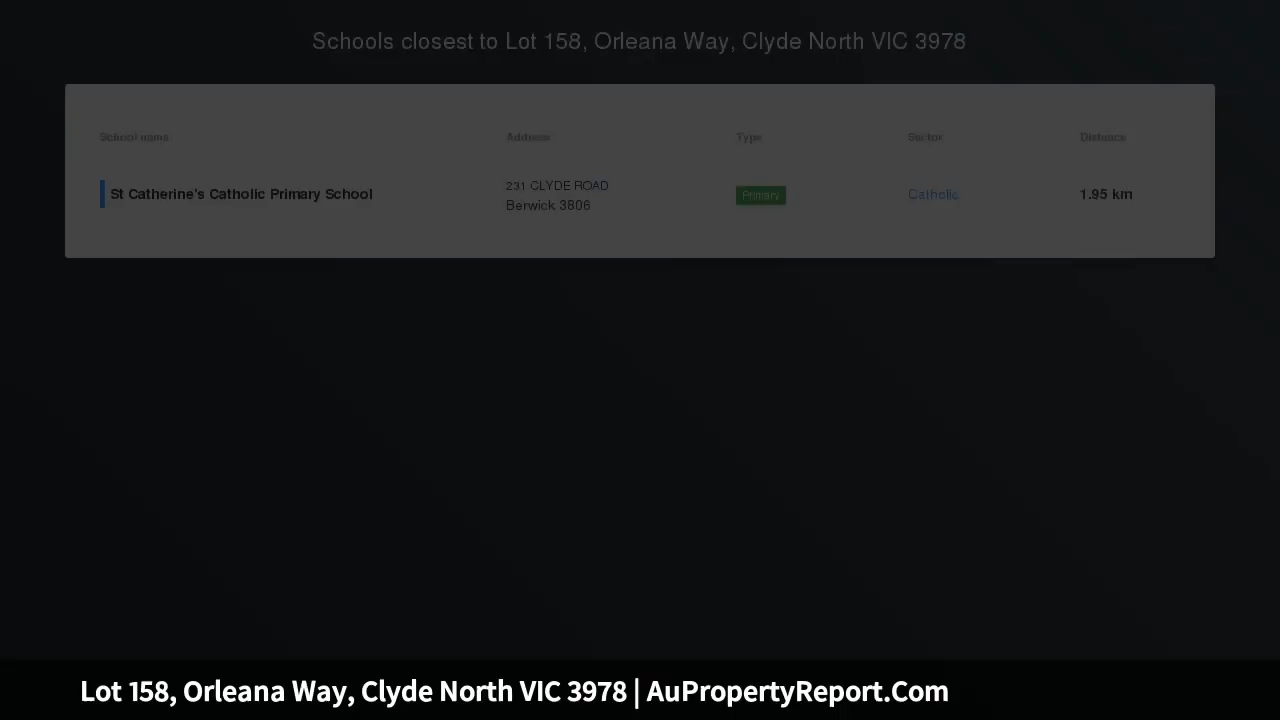 Schools closest to Lot 158, Orleana Way, Clyde North VIC 3978
School name Address Type Sector Distance
St Catherine's Catholic Primary School 231 CLYDE ROAD Primary Catholic 1.95 km
Berwick 3806
Lot 158, Orleana Way, Clyde North VIC 3978 | AuPropertyReport.Com